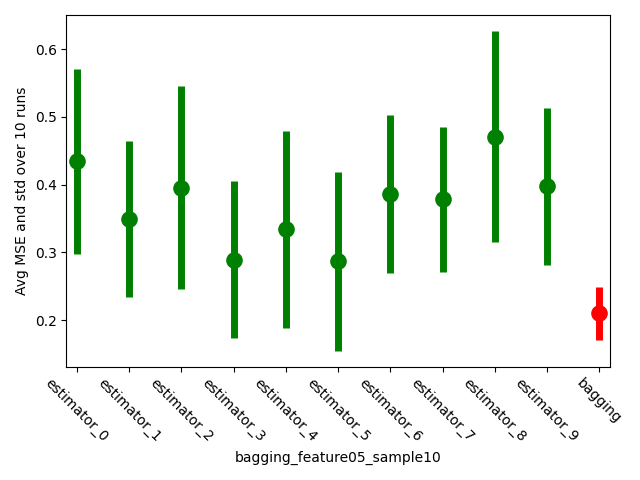 Avg MSE and std over 10 runs
0.6
0.5
0.4
0.3
0.2
estimator_0
estimator_1
estimator_2
estimator_3
estimator_4
estimator_5
estimator_6
estimator_7
estimator_8
estimator_9
bagging
bagging_feature05_sample10